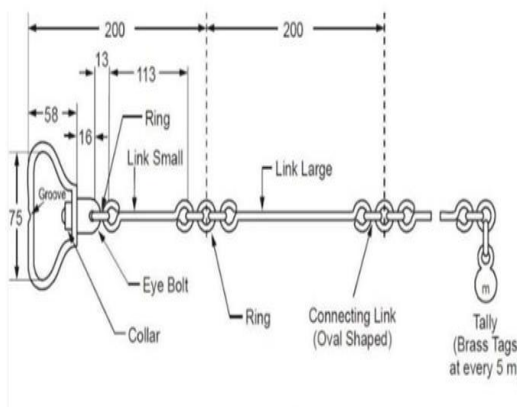 200
200
13
113
58
16
Ring
Link Small
Link Large
Groove
75
Eye Bolt
Ring
Connecting Link
(Oval Shaped)
Collar
m
Tally
(Brass Tags
at every 5 m